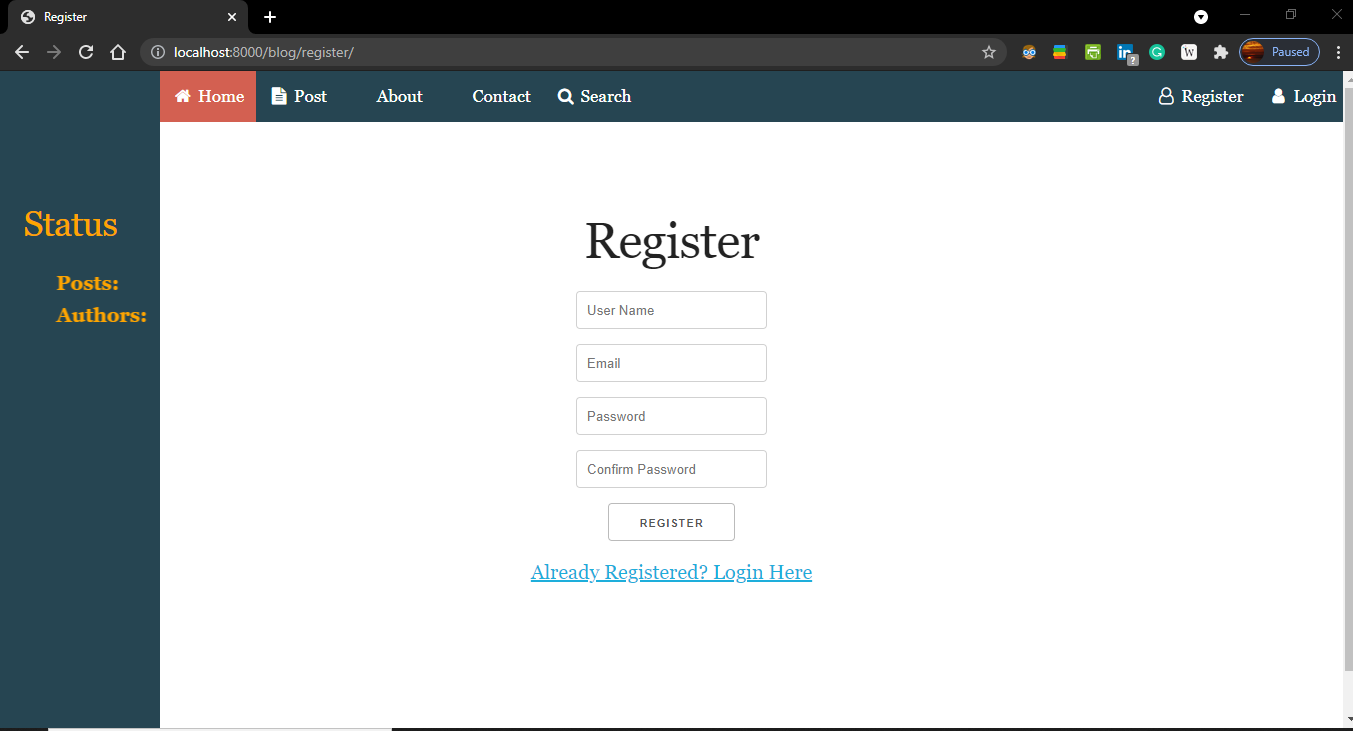 Register
localhost:8000/blog/register/
Paused
Home Post About Contact Search Register Login
Status
Posts:
Authors:
Register
User Name
Email
Password
Confirm Password
REGISTER
Already Registered? Login Here